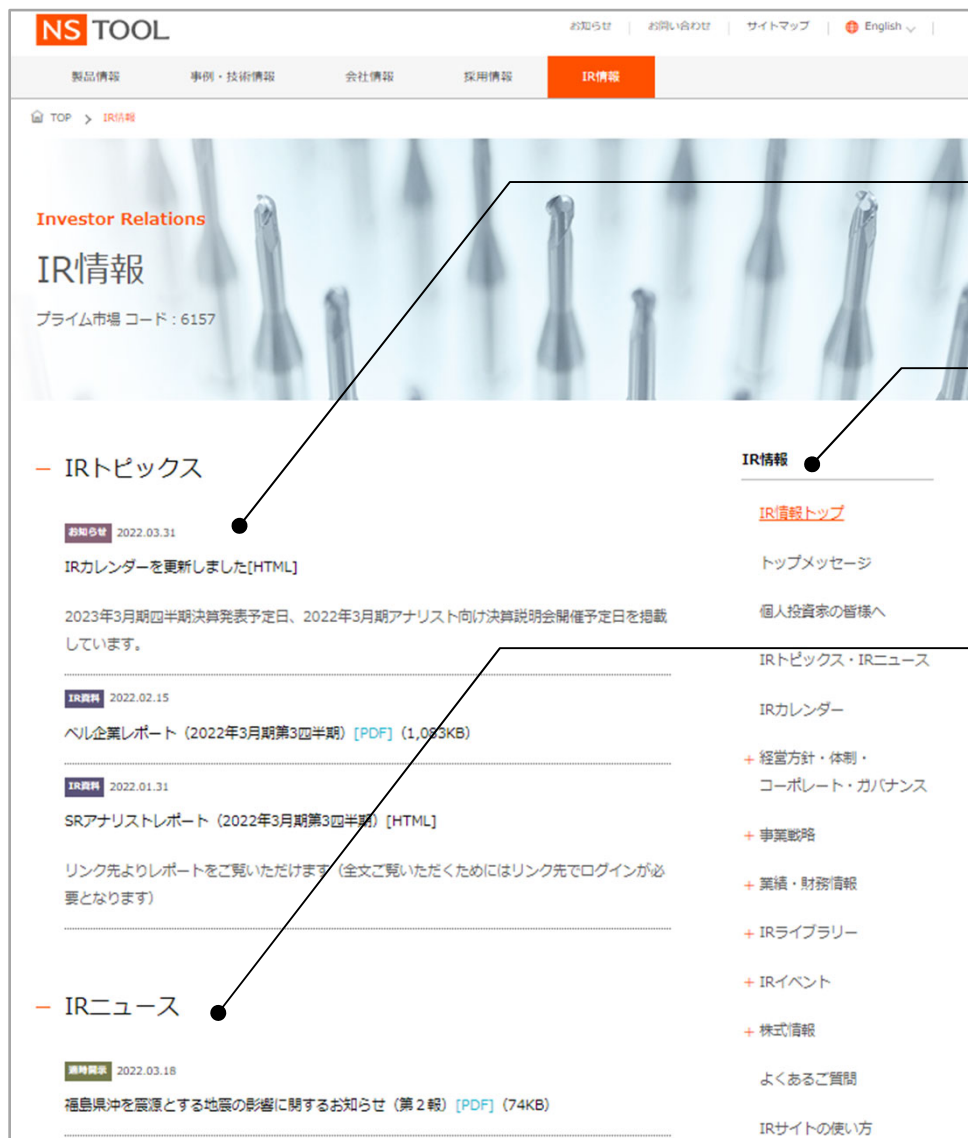 NS TOOL
お知らせ
お問い合わせ
サイトマップ
English
製品情報
事例・技術情報
会社情報
採用情報
IR情報
TOP > IR情報
Investor Relations
IR情報
プライム市場 コード : 6157
IRトピックス
お知らせ 2022.03.31
IRカレンダーを更新しました[HTML]
2023年3月期四半期決算発表予定日、2022年3月期アナリスト向け決算説明会開催予定日を掲載
しています。
IR資料 2022.02.15
ベル企業レポート（2022年3月期第3四半期）[PDF]（1,083KB）
IR資料 2022.01.31
SRアナリストレポート（2022年3月期第3四半期）[HTML]
リンク先よりレポートをご覧いただけます（全文ご覧いただくためにはリンク先でログインが必
要となります）
IRニュース
適時開示 2022.03.18
福島県沖を震源とする地震の影響に関するお知らせ（第２報）[PDF]（74KB）
IR情報
IR情報トップ
トップメッセージ
個人投資家の皆様へ
IRトピックス・IRニュース
IRカレンダー
+ 経営方針・体制・
コーポレート・ガバナンス
+ 事業戦略
+ 業績・財務情報
+ IRライブラリー
+ IRイベント
+ 株式情報
よくあるご質問
IRサイトの使い方